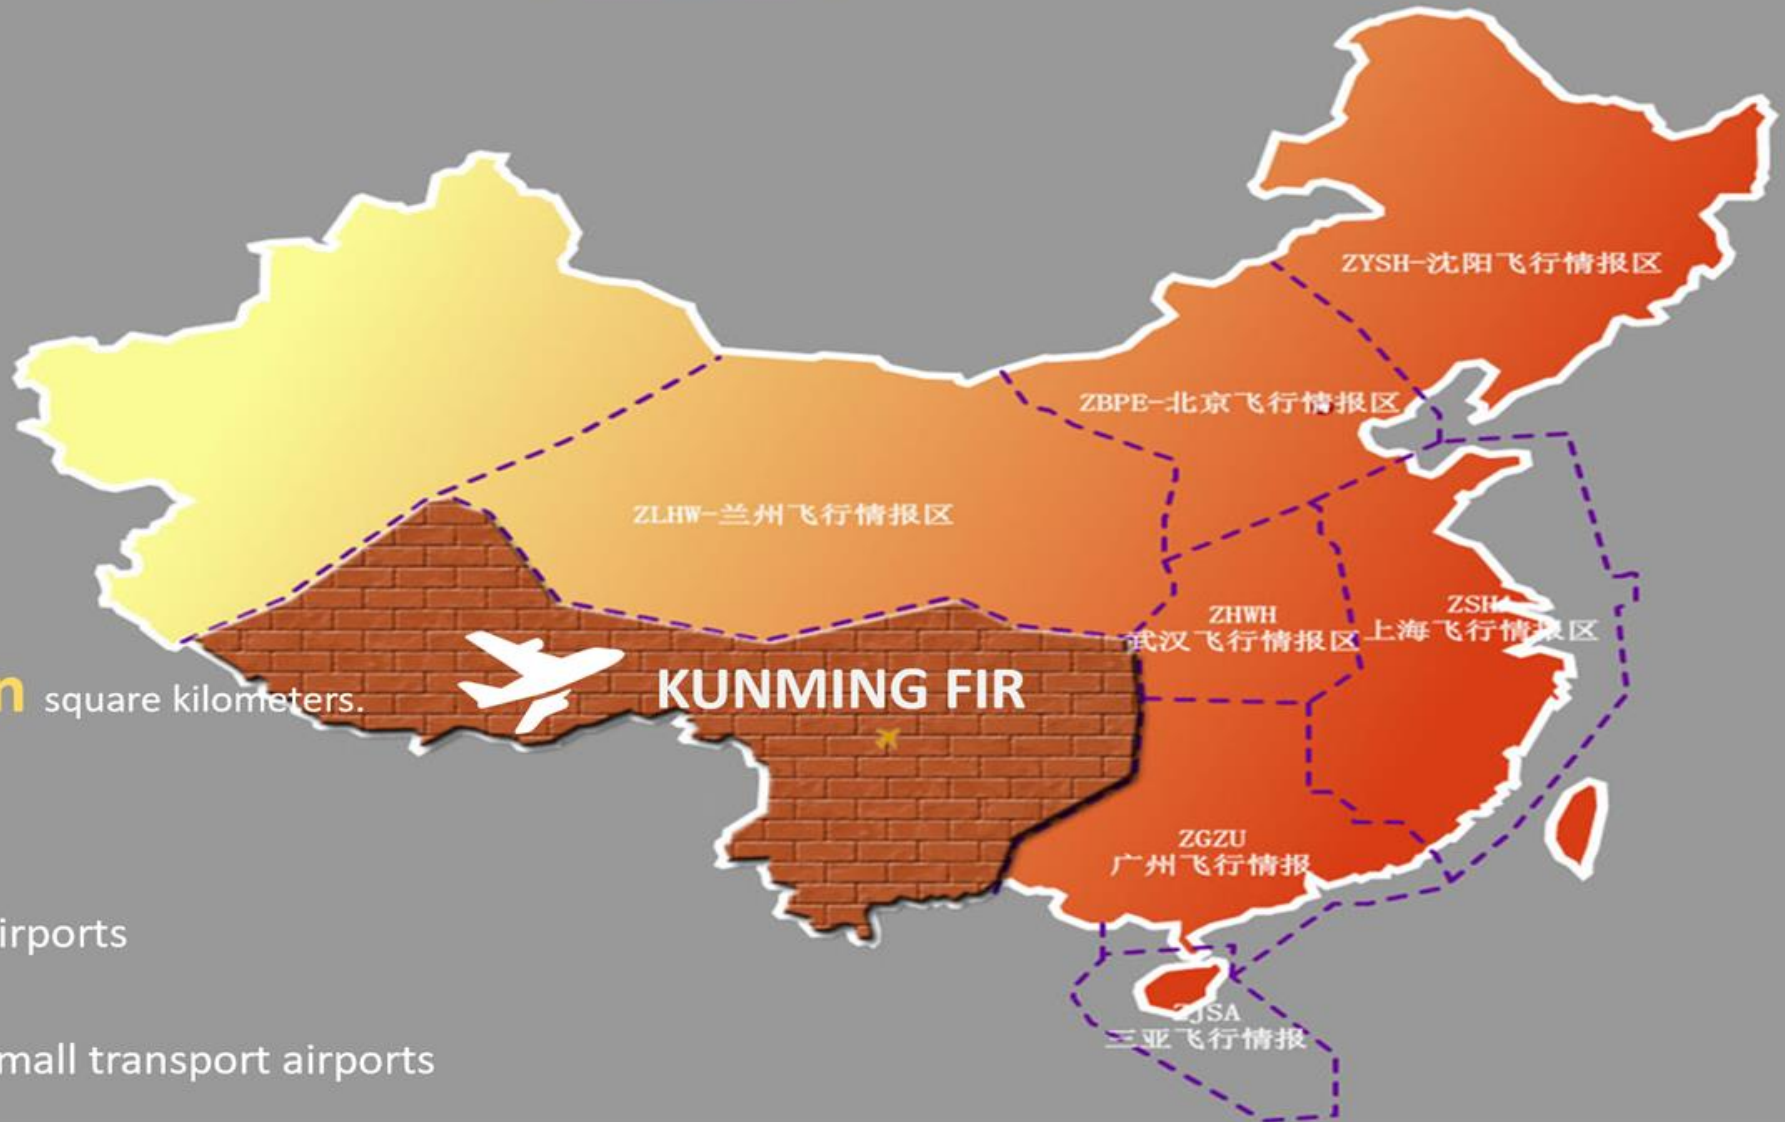 ZYSH-沈阳飞行情报区
ZBPE-北京飞行情报区
ZLHW-兰州飞行情报区
ZHWH
武汉飞行情报区
ZSHA
上海飞行情报区
n square kilometers.
KUNMING FIR
ZGZU
广州飞行情报
irports
ZJSA
三亚飞行情报
mall transport airports